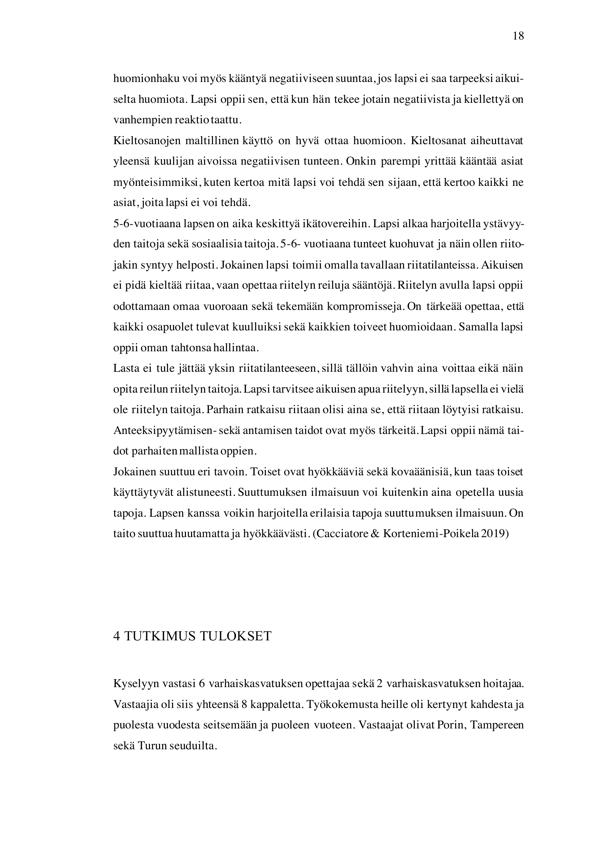 18
huomionhaku voi myös kääntyä negatiiviseen suuntaa, jos lapsi ei saa tarpeeksi aikui-
selta huomiota. Lapsi oppii sen, että kun hän tekee jotain negatiivista ja kiellettyä on
vanhempien reaktio taattu.
Kieltosanojen maltillinen käyttö on hyvä ottaa huomioon. Kieltosanat aiheuttavat
yleensä kuulijan aivoissa negatiivisen tunteen. Onkin parempi yrittää kääntää asiat
myönteisimmiksi, kuten kertoa mitä lapsi voi tehdä sen sijaan, että kertoo kaikki ne
asiat, joita lapsi ei voi tehdä.
5-6-vuotiaana lapsen on aika keskittyä ikätovereihin. Lapsi alkaa harjoitella ystävyy-
den taitoja sekä sosiaalisia taitoja. 5-6- vuotiaana tunteet kuohuvat ja näin ollen riito-
jakin syntyy helposti. Jokainen lapsi toimii omalla tavallaan riitatilanteissa. Aikuisen
ei pidä kieltää riitaa, vaan opettaa riitelyn reiluja sääntöjä. Riitelyn avulla lapsi oppii
odottamaan omaa vuoroaan sekä tekemään kompromisseja. On tärkeää opettaa, että
kaikki osapuolet tulevat kuulluiksi sekä kaikkien toiveet huomioidaan. Samalla lapsi
oppii oman tahtonsa hallintaa.
Lasta ei tule jättää yksin riitatilanteeseen, sillä tällöin vahvin aina voittaa eikä näin
opita reilun riitelyn taitoja. Lapsi tarvitsee aikuisen apua riitelyyn, sillä lapsella ei vielä
ole riitelyn taitoja. Parhain ratkaisu riitaan olisi aina se, että riitaan löytyisi ratkaisu.
Anteeksipyytämisen- sekä antamisen taidot ovat myös tärkeitä. Lapsi oppii nämä tai-
dot parhaiten mallista oppien.
Jokainen suuttuu eri tavoin. Toiset ovat hyökkääviä sekä kovaäänisiä, kun taas toiset
käyttäytyvät alistuneesti. Suuttumuksen ilmaisuun voi kuitenkin aina opetella uusia
tapoja. Lapsen kanssa voikin harjoitella erilaisia tapoja suuttumuksen ilmaisuun. On
taito suuttua huutamatta ja hyökkäävästi. (Cacciatore & Korteniemi-Poikela 2019)
4 TUTKIMUS TULOKSET
Kyselyyn vastasi 6 varhaiskasvatuksen opettajaa sekä 2 varhaiskasvatuksen hoitajaa.
Vastaajia oli siis yhteensä 8 kappaletta. Työkokemusta heille oli kertynyt kahdesta ja
puolesta vuodesta seitsemään ja puoleen vuoteen. Vastaajat olivat Porin, Tampereen
sekä Turun seuduilta.